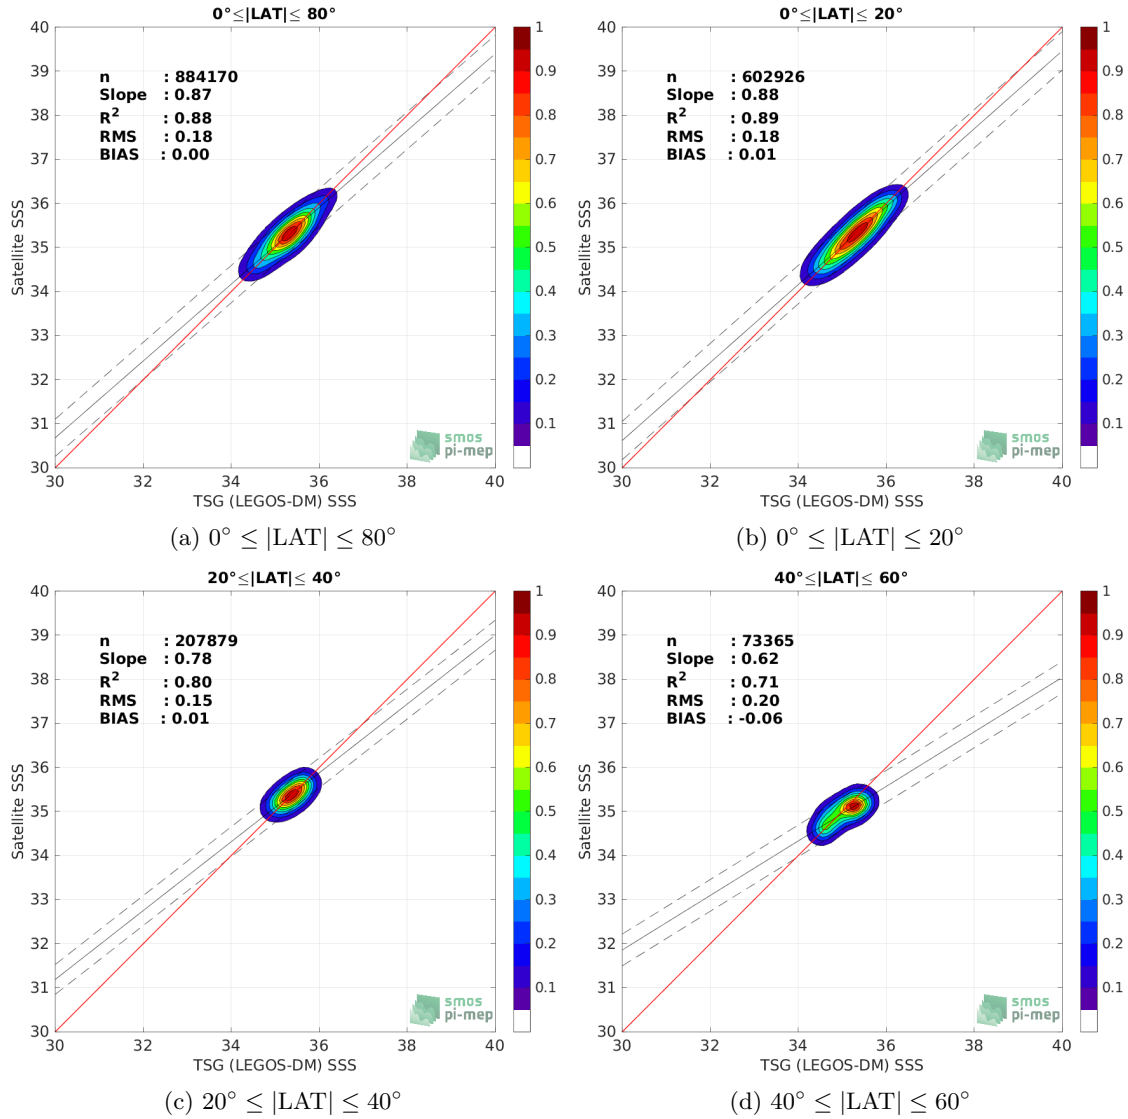 0°≤|LAT|≤ 80°
n : 884170
Slope : 0.87
R² : 0.88
RMS : 0.18
BIAS : 0.00
40
39
38
37
36
35
34
33
32
31
30
Satellite SSS
30 32 34 36 38 40
TSG (LEGOS-DM) SSS
1
0.9
0.8
0.7
0.6
0.5
0.4
0.3
0.2
0.1
smos
pi-mep
(a) 0° ≤ |LAT| ≤ 80°
0°≤|LAT|≤ 20°
n : 602926
Slope : 0.88
R² : 0.89
RMS : 0.18
BIAS : 0.01
40
39
38
37
36
35
34
33
32
31
30
Satellite SSS
30 32 34 36 38 40
TSG (LEGOS-DM) SSS
1
0.9
0.8
0.7
0.6
0.5
0.4
0.3
0.2
0.1
smos
pi-mep
(b) 0° ≤ |LAT| ≤ 20°
20°≤|LAT|≤ 40°
n : 207879
Slope : 0.78
R² : 0.80
RMS : 0.15
BIAS : 0.01
40
39
38
37
36
35
34
33
32
31
30
Satellite SSS
30 32 34 36 38 40
TSG (LEGOS-DM) SSS
1
0.9
0.8
0.7
0.6
0.5
0.4
0.3
0.2
0.1
smos
pi-mep
(c) 20° ≤ |LAT| ≤ 40°
40°≤|LAT|≤ 60°
n : 73365
Slope : 0.62
R² : 0.71
RMS : 0.20
BIAS : -0.06
40
39
38
37
36
35
34
33
32
31
30
Satellite SSS
30 32 34 36 38 40
TSG (LEGOS-DM) SSS
1
0.9
0.8
0.7
0.6
0.5
0.4
0.3
0.2
0.1
smos
pi-mep
(d) 40° ≤ |LAT| ≤ 60°